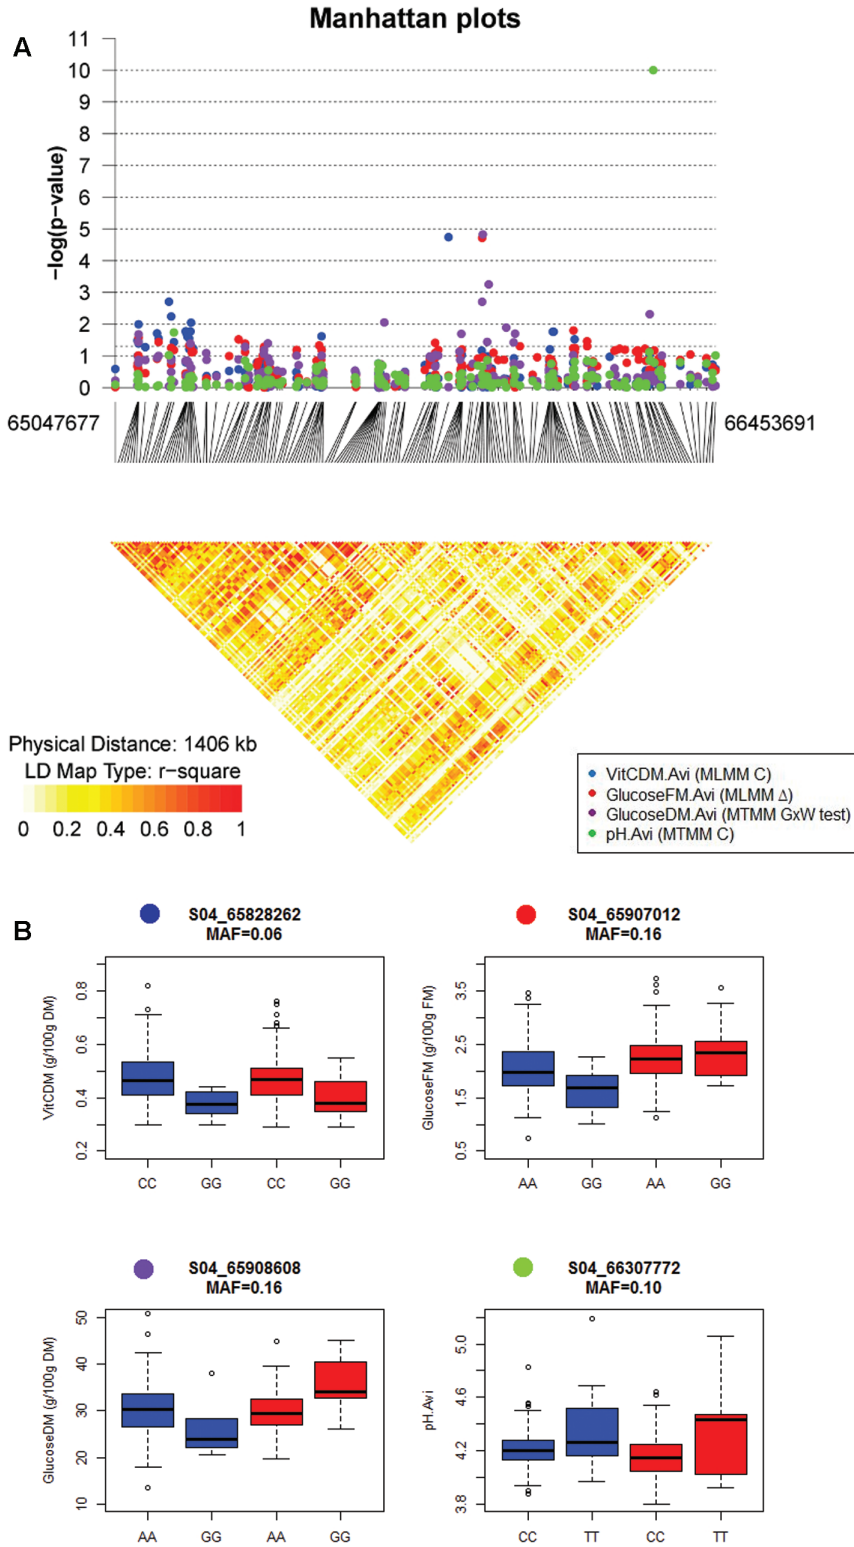 Manhattan plots
A
11
10
9
8
7
6
5
4
3
2
1
0
−log(p−value)
65047677
66453691
Physical Distance: 1406 kb
LD Map Type: r−square
0 0.2 0.4 0.6 0.8 1
VitCDM.Avi (MLMM C)
GlucoseFM.Avi (MLMM Δ)
GlucoseDM.Avi (MTMM GxW test)
pH.Avi (MTMM C)
B
S04_65828262
MAF=0.06
VitCDM (g/100g DM)
0.8
0.6
0.4
0.2
CC GG CC GG
S04_65907012
MAF=0.16
GlucoseFM (g/100g FM)
3.5
2.5
1.5
0.5
AA GG AA GG
S04_65908608
MAF=0.16
GlucoseDM (g/100g DM)
50
40
30
20
10
AA GG AA GG
S04_66307772
MAF=0.10
pH.Avi
5.0
4.6
4.2
3.8
CC TT CC TT